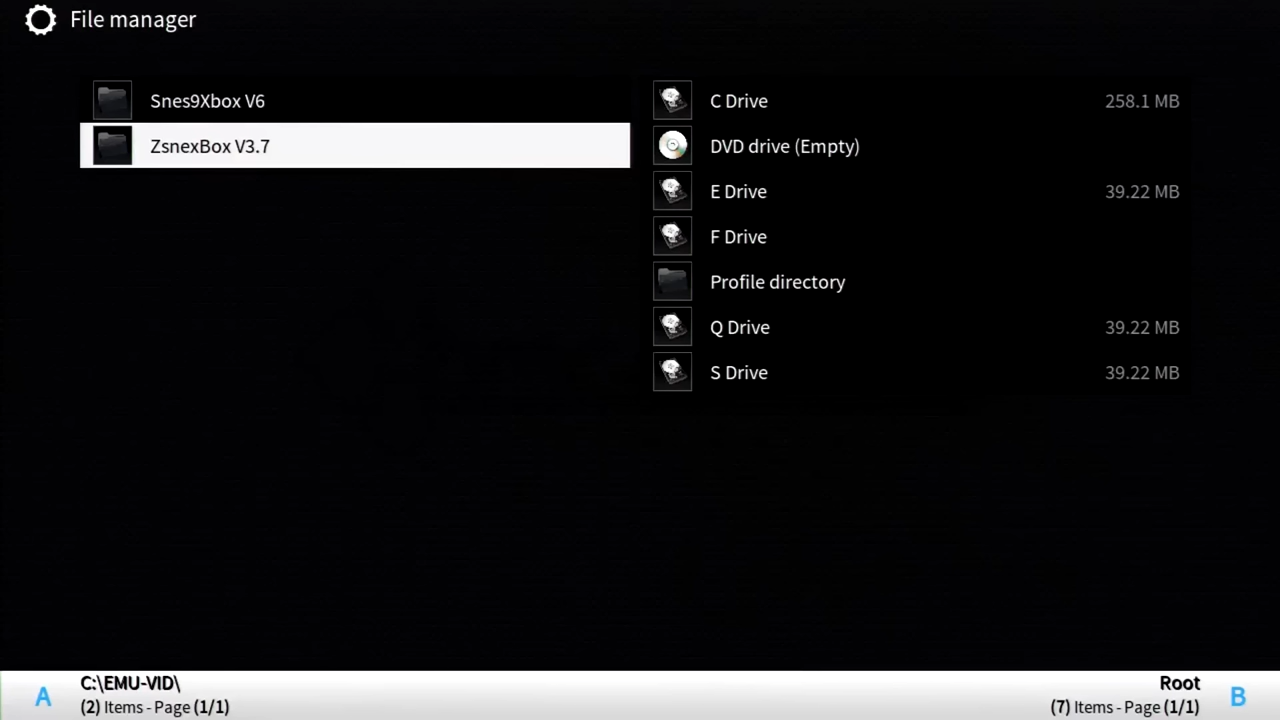 File manager
Snes9Xbox V6
ZsnexBox V3.7
C Drive 258.1 MB
DVD drive (Empty)
E Drive 39.22 MB
F Drive
Profile directory
Q Drive 39.22 MB
S Drive 39.22 MB
A C:\EMU-VID\
(2) Items - Page (1/1)
Root B
(7) Items - Page (1/1)